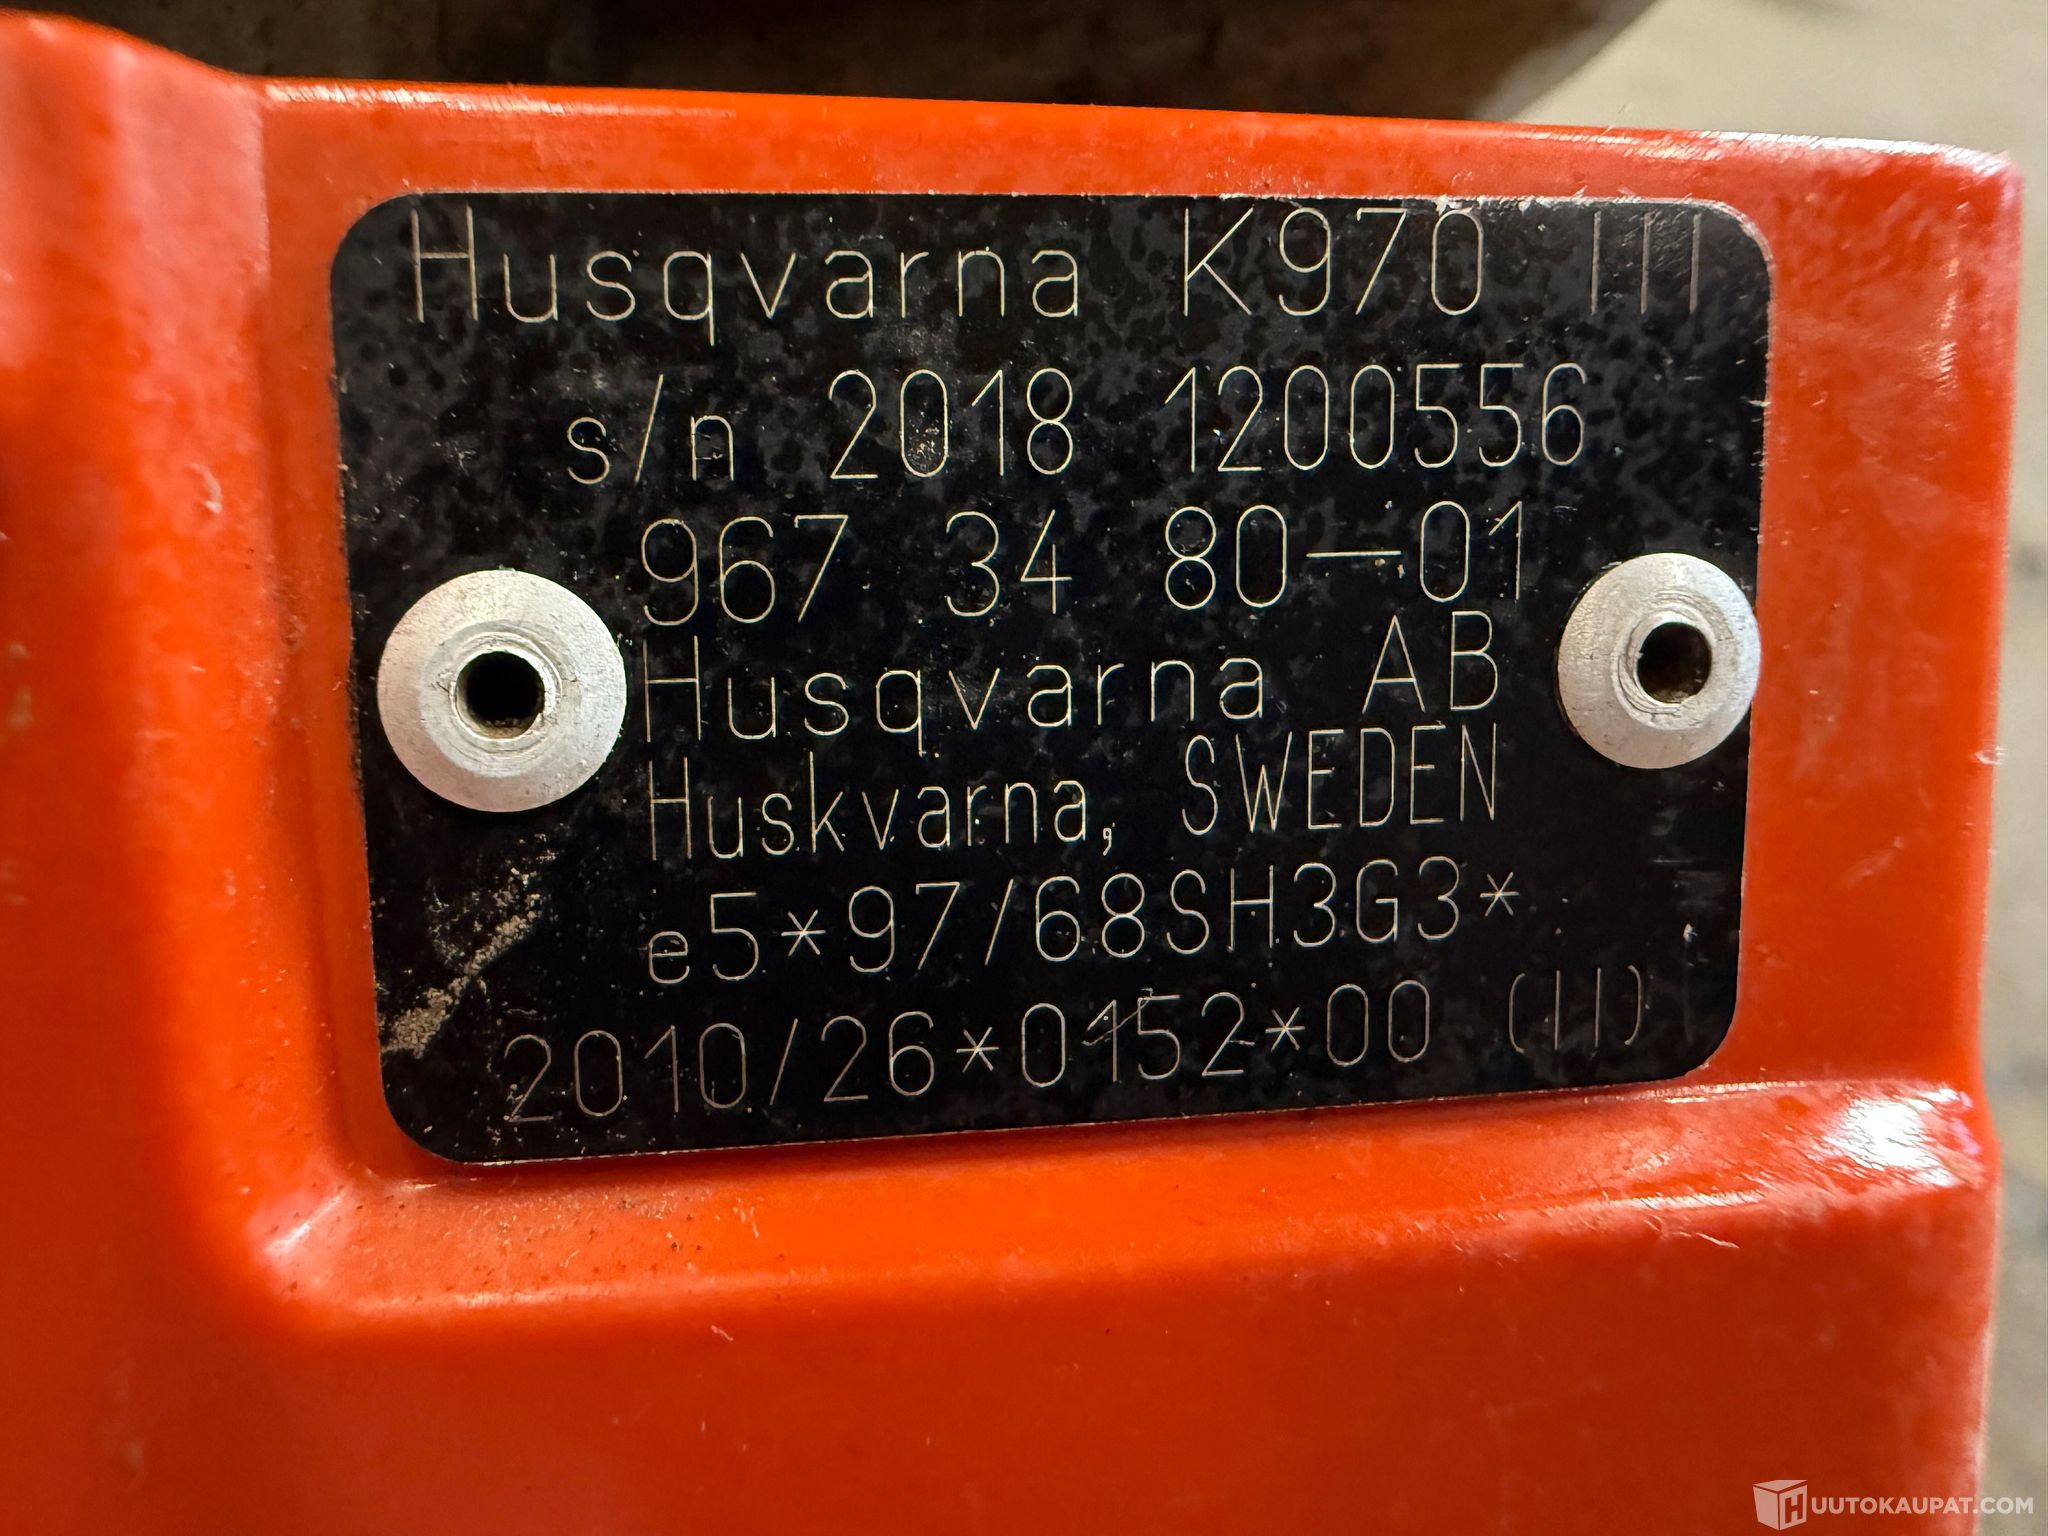 Husqvarna K970 III
s/n 2018 1200556
967 34 80-01
Husqvarna AB
Huskvarna, SWEDEN
e5*97/68SH3G3*
2010/26*0152*00 (II)
HUUTOKAUPAT.COM